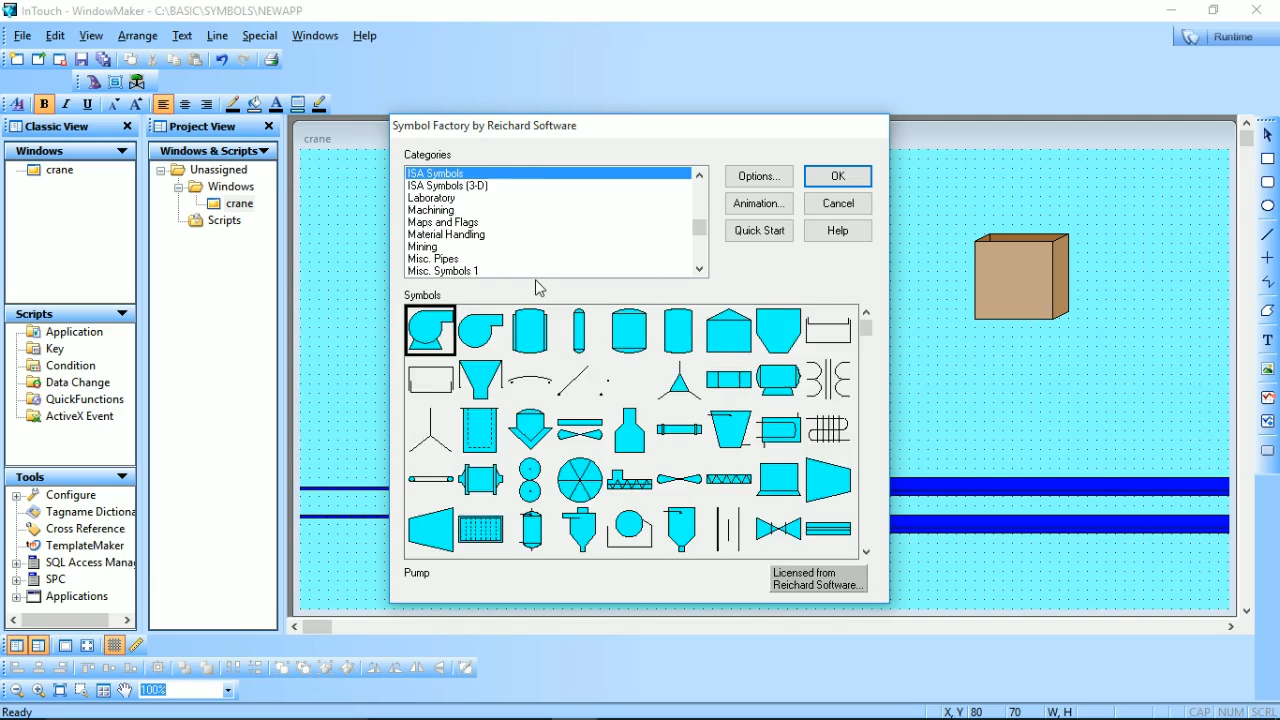 InTouch - WindowMaker - C:\BASIC\SYMBOLS\NEWAPP
File Edit View Arrange Text Line Special Windows Help
Runtime
B I U
Classic View
Project View
Windows
Windows & Scripts
crane
Unassigned
Windows
crane
Scripts
Scripts
Application
Key
Condition
Data Change
QuickFunctions
ActiveX Event
Tools
Configure
Tagname Dictiona
Cross Reference
TemplateMaker
SQL Access Mana
SPC
Applications
crane
Symbol Factory by Reichard Software
Categories
ISA Symbols
ISA Symbols (3-D)
Laboratory
Machining
Maps and Flags
Material Handling
Mining
Misc. Pipes
Misc. Symbols 1
Options...
OK
Animation...
Cancel
Quick Start
Help
Symbols
Pump
Licensed from
Reichard Software...
T
100%
Ready
X, Y 80 70 W, H
CAP NUM SCRL